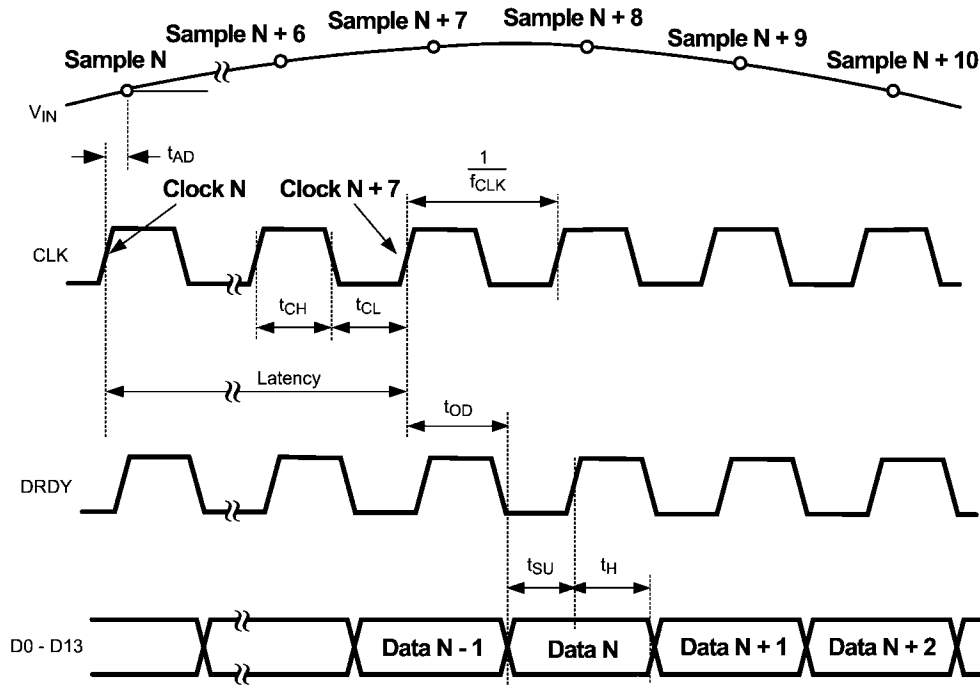 Sample N
Sample N + 6
Sample N + 7
Sample N + 8
Sample N + 9
Sample N + 10
VIN
tAD
Clock N
Clock N + 7
1
fCLK
CLK
tCH
tCL
Latency
tOD
DRDY
tSU
tH
D0 - D13
Data N - 1
Data N
Data N + 1
Data N + 2